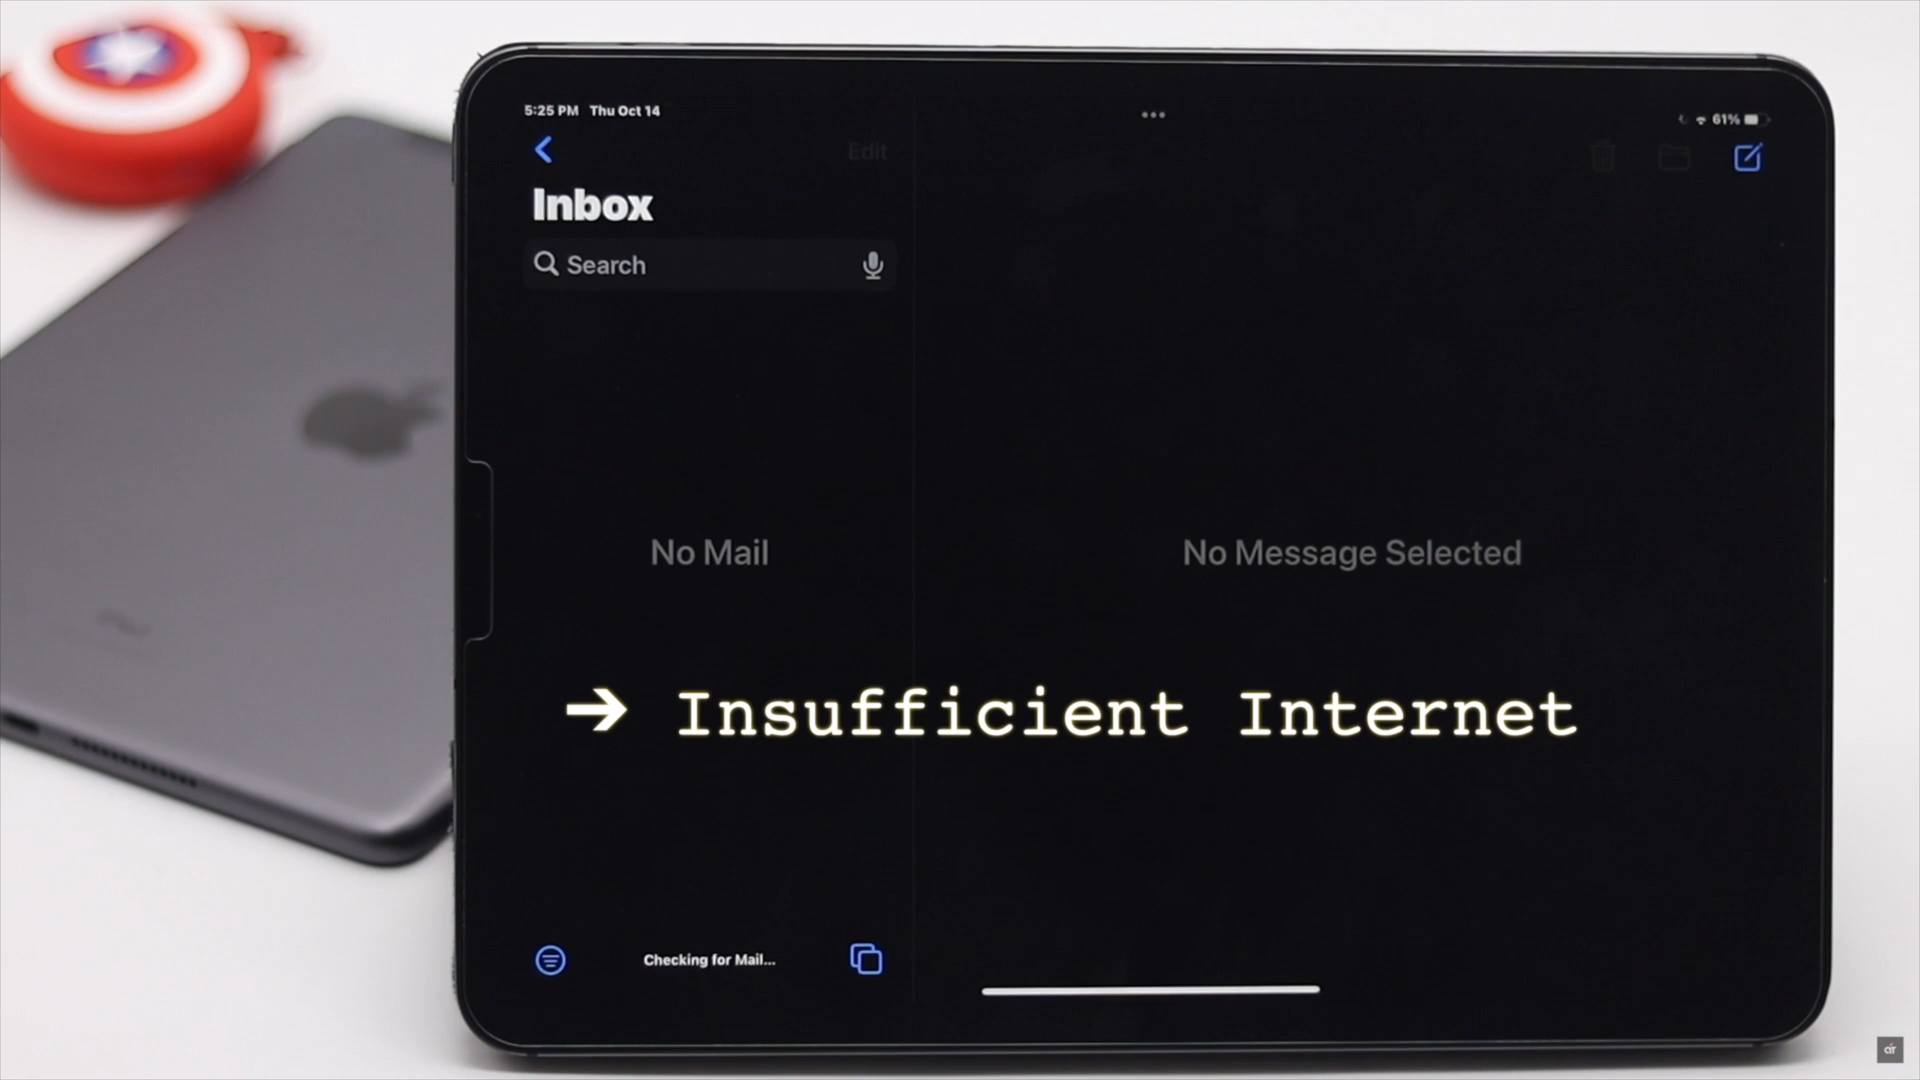 5:25 PM Thu Oct 14
61%
Edit
Inbox
Search
No Mail
No Message Selected
→ Insufficient Internet
Checking for Mail...
air